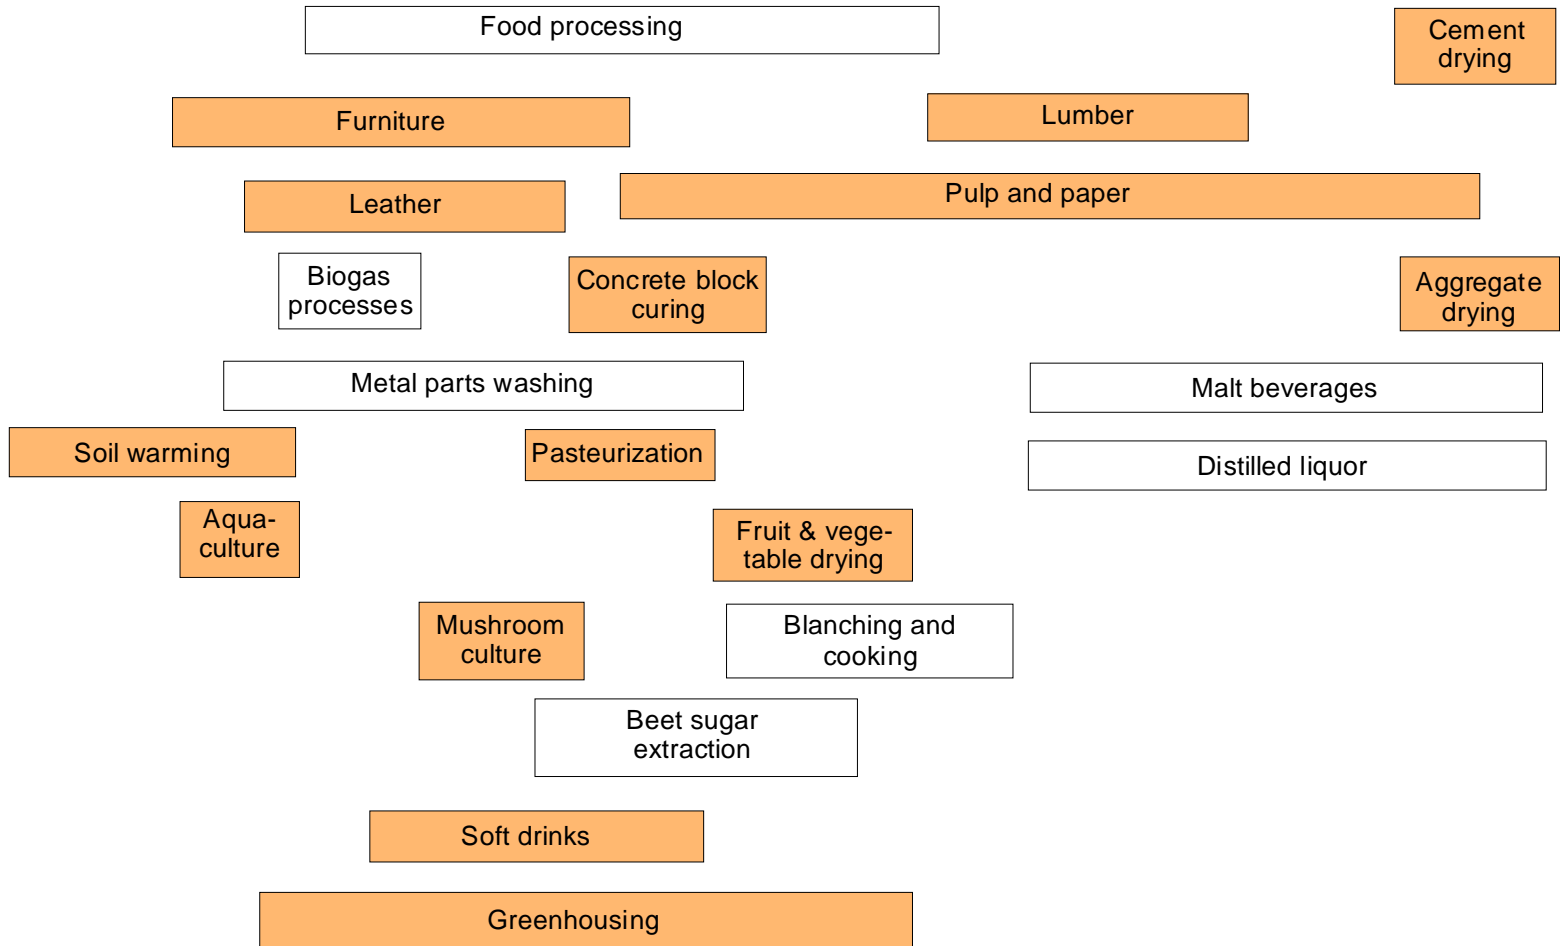 Food processing
Cement
drying
Furniture
Lumber
Leather
Pulp and paper
Biogas
processes
Concrete block
curing
Aggregate
drying
Metal parts washing
Malt beverages
Soil warming
Pasteurization
Distilled liquor
Aqua-
culture
Fruit & vege-
table drying
Mushroom
culture
Blanching and
cooking
Beet sugar
extraction
Soft drinks
Greenhousing